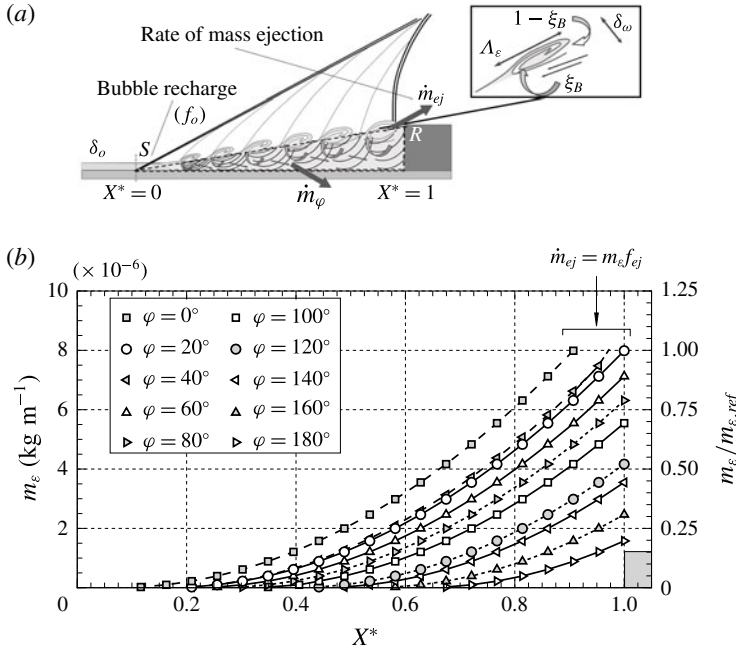 (a)
Rate of mass ejection
Bubble recharge
(f_o)
δ_o
S
R
ṁ_ej
ṁ_φ
X* = 0
X* = 1
1 − ξ_B
δ_ω
Λ_ε
ξ_B
(b)
(× 10⁻⁶)
ṁ_ej = m_ε f_ej
10
8
6
4
2
0
m_ε (kg m⁻¹)
φ = 0°
φ = 20°
φ = 40°
φ = 60°
φ = 80°
φ = 100°
φ = 120°
φ = 140°
φ = 160°
φ = 180°
1.25
1.00
0.75
0.50
0.25
0
m_ε/m_ε,ref
0.2
0.4
0.6
0.8
1.0
X*